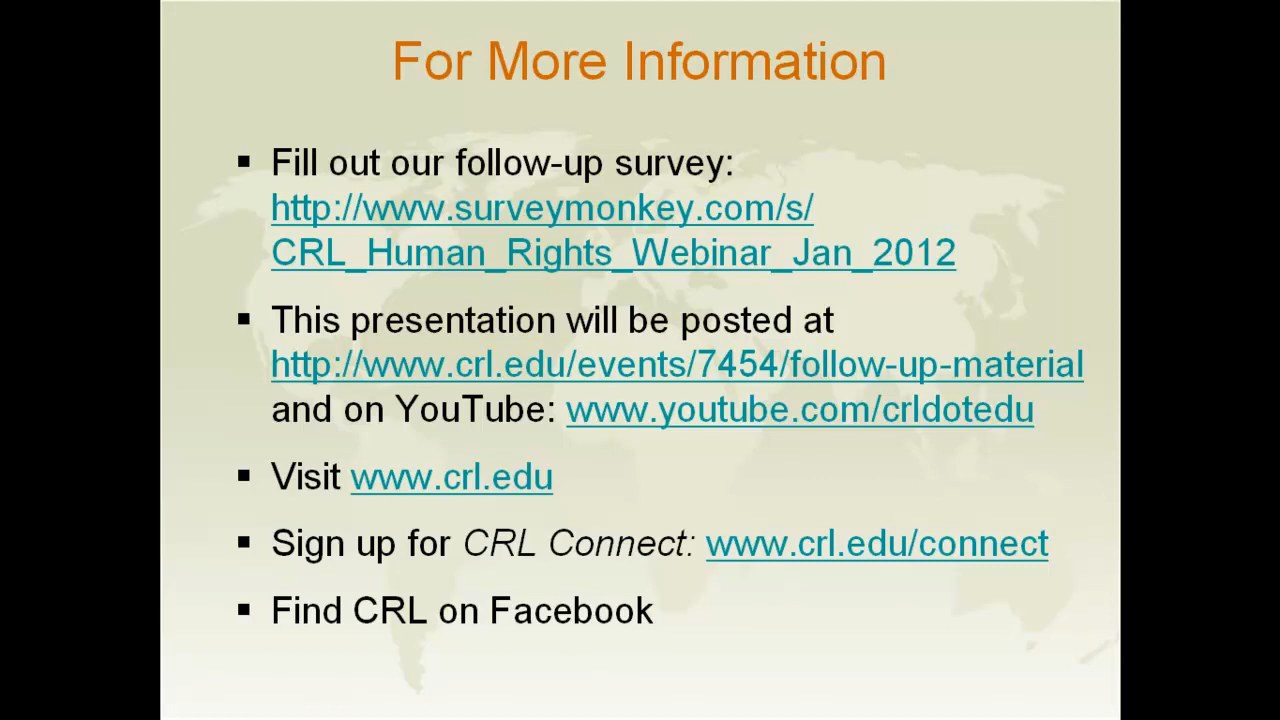 For More Information
▪ Fill out our follow-up survey:
http://www.surveymonkey.com/s/
CRL_Human_Rights_Webinar_Jan_2012
▪ This presentation will be posted at
http://www.crl.edu/events/7454/follow-up-material
and on YouTube: www.youtube.com/crldotedu
▪ Visit www.crl.edu
▪ Sign up for CRL Connect: www.crl.edu/connect
▪ Find CRL on Facebook